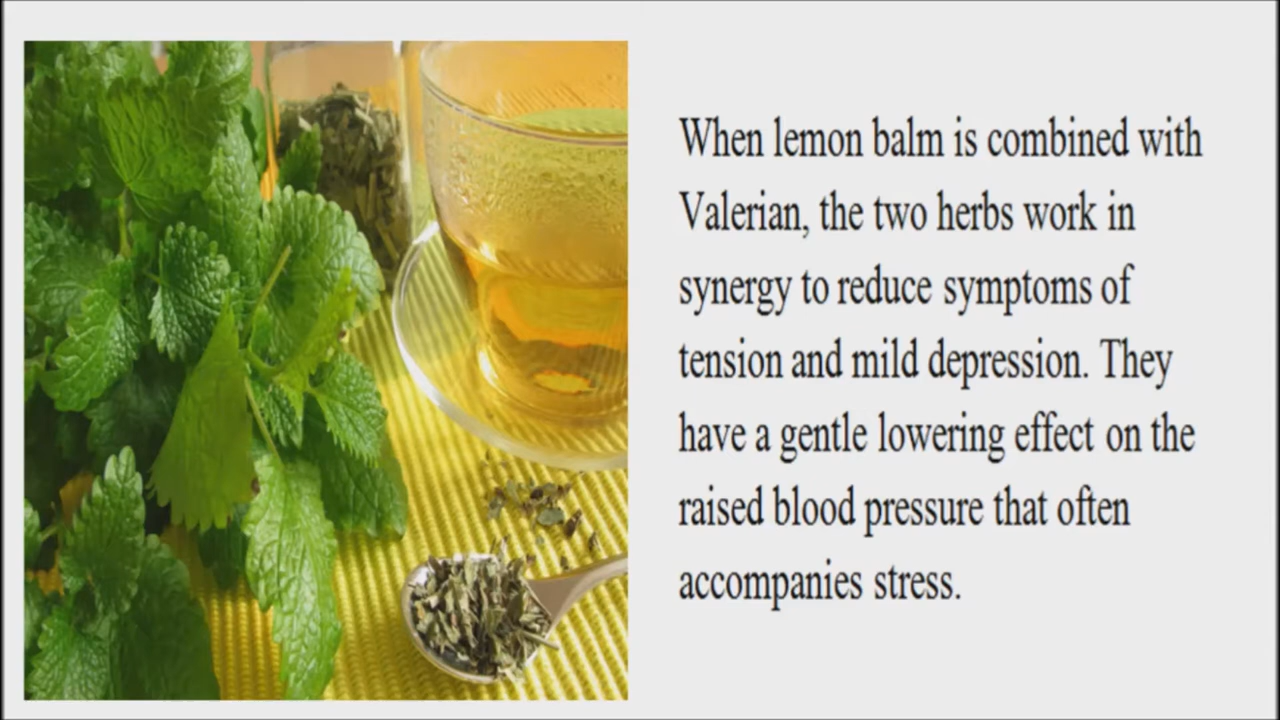 When lemon balm is combined with
Valerian, the two herbs work in
synergy to reduce symptoms of
tension and mild depression. They
have a gentle lowering effect on the
raised blood pressure that often
accompanies stress.